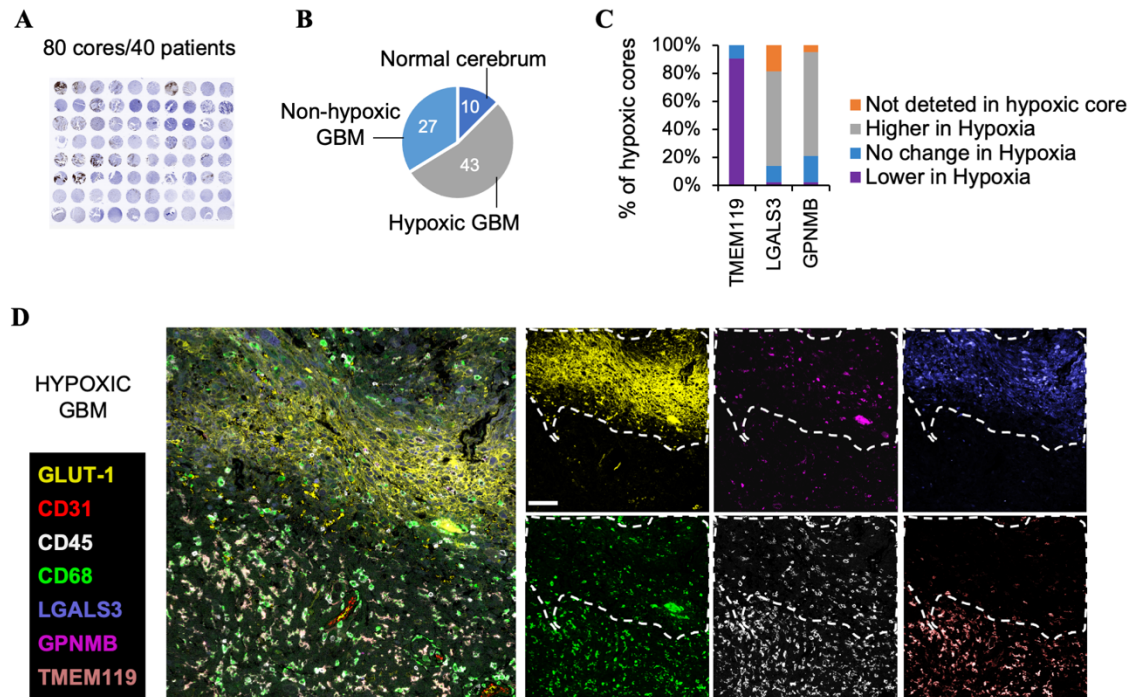 A
80 cores/40 patients
B
Normal cerebrum
Non-hypoxic
GBM
10
27
43
Hypoxic GBM
C
% of hypoxic cores
100%
80%
60%
40%
20%
0%
TMEM119
LGALS3
GPNMB
Not deteted in hypoxic core
Higher in Hypoxia
No change in Hypoxia
Lower in Hypoxia
D
HYPOXIC
GBM
GLUT-1
CD31
CD45
CD68
LGALS3
GPNMB
TMEM119